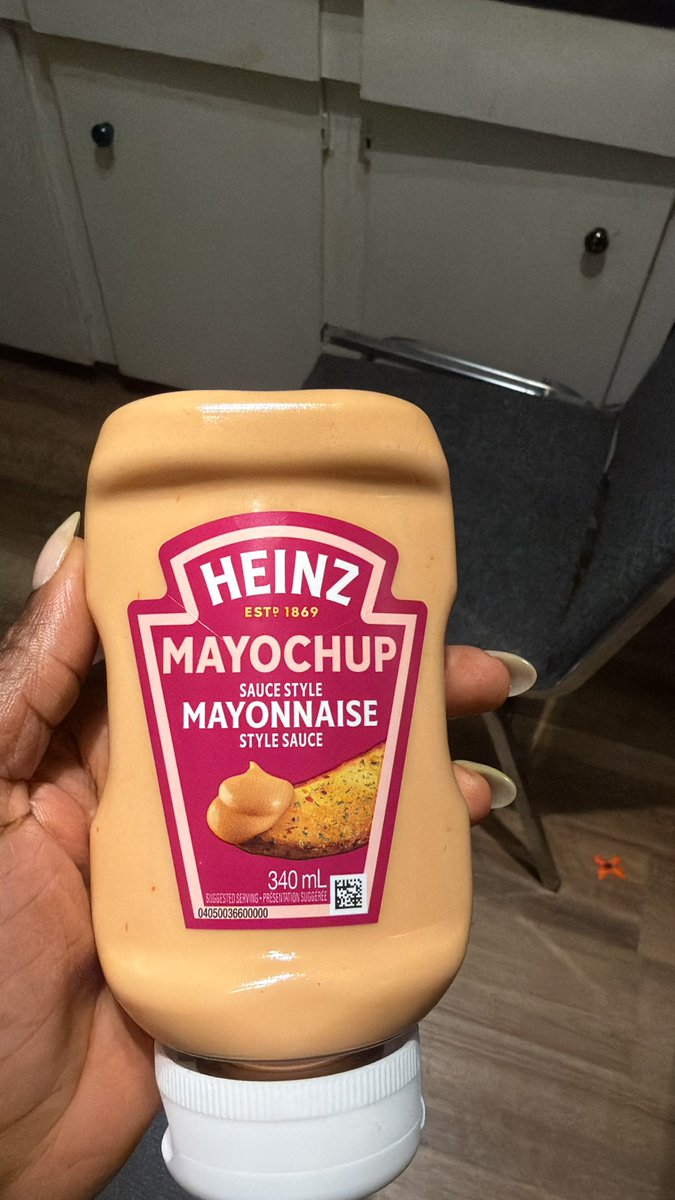 HEINZ
ESTD 1869
MAYOCHUP
SAUCE STYLE
MAYONNAISE
STYLE SAUCE
340 mL
SUGGESTED SERVING • PRÉSENTATION SUGGÉRÉE
04050036600000